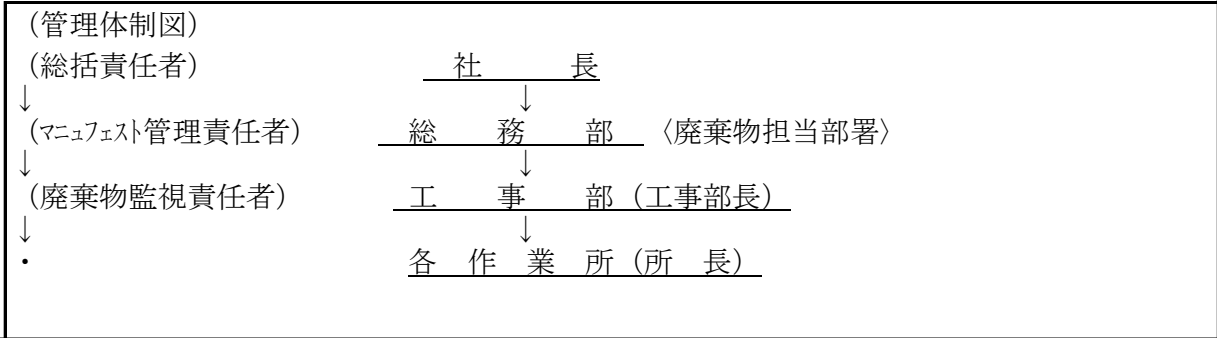 (管理体制図)
(総括責任者) 社 長
↓ ↓
(マニュフェスト管理責任者) 総 務 部 〈廃棄物担当部署〉
↓ ↓
(廃棄物監視責任者) 工 事 部 (工事部長)
↓ ↓
・ 各 作 業 所 (所 長)